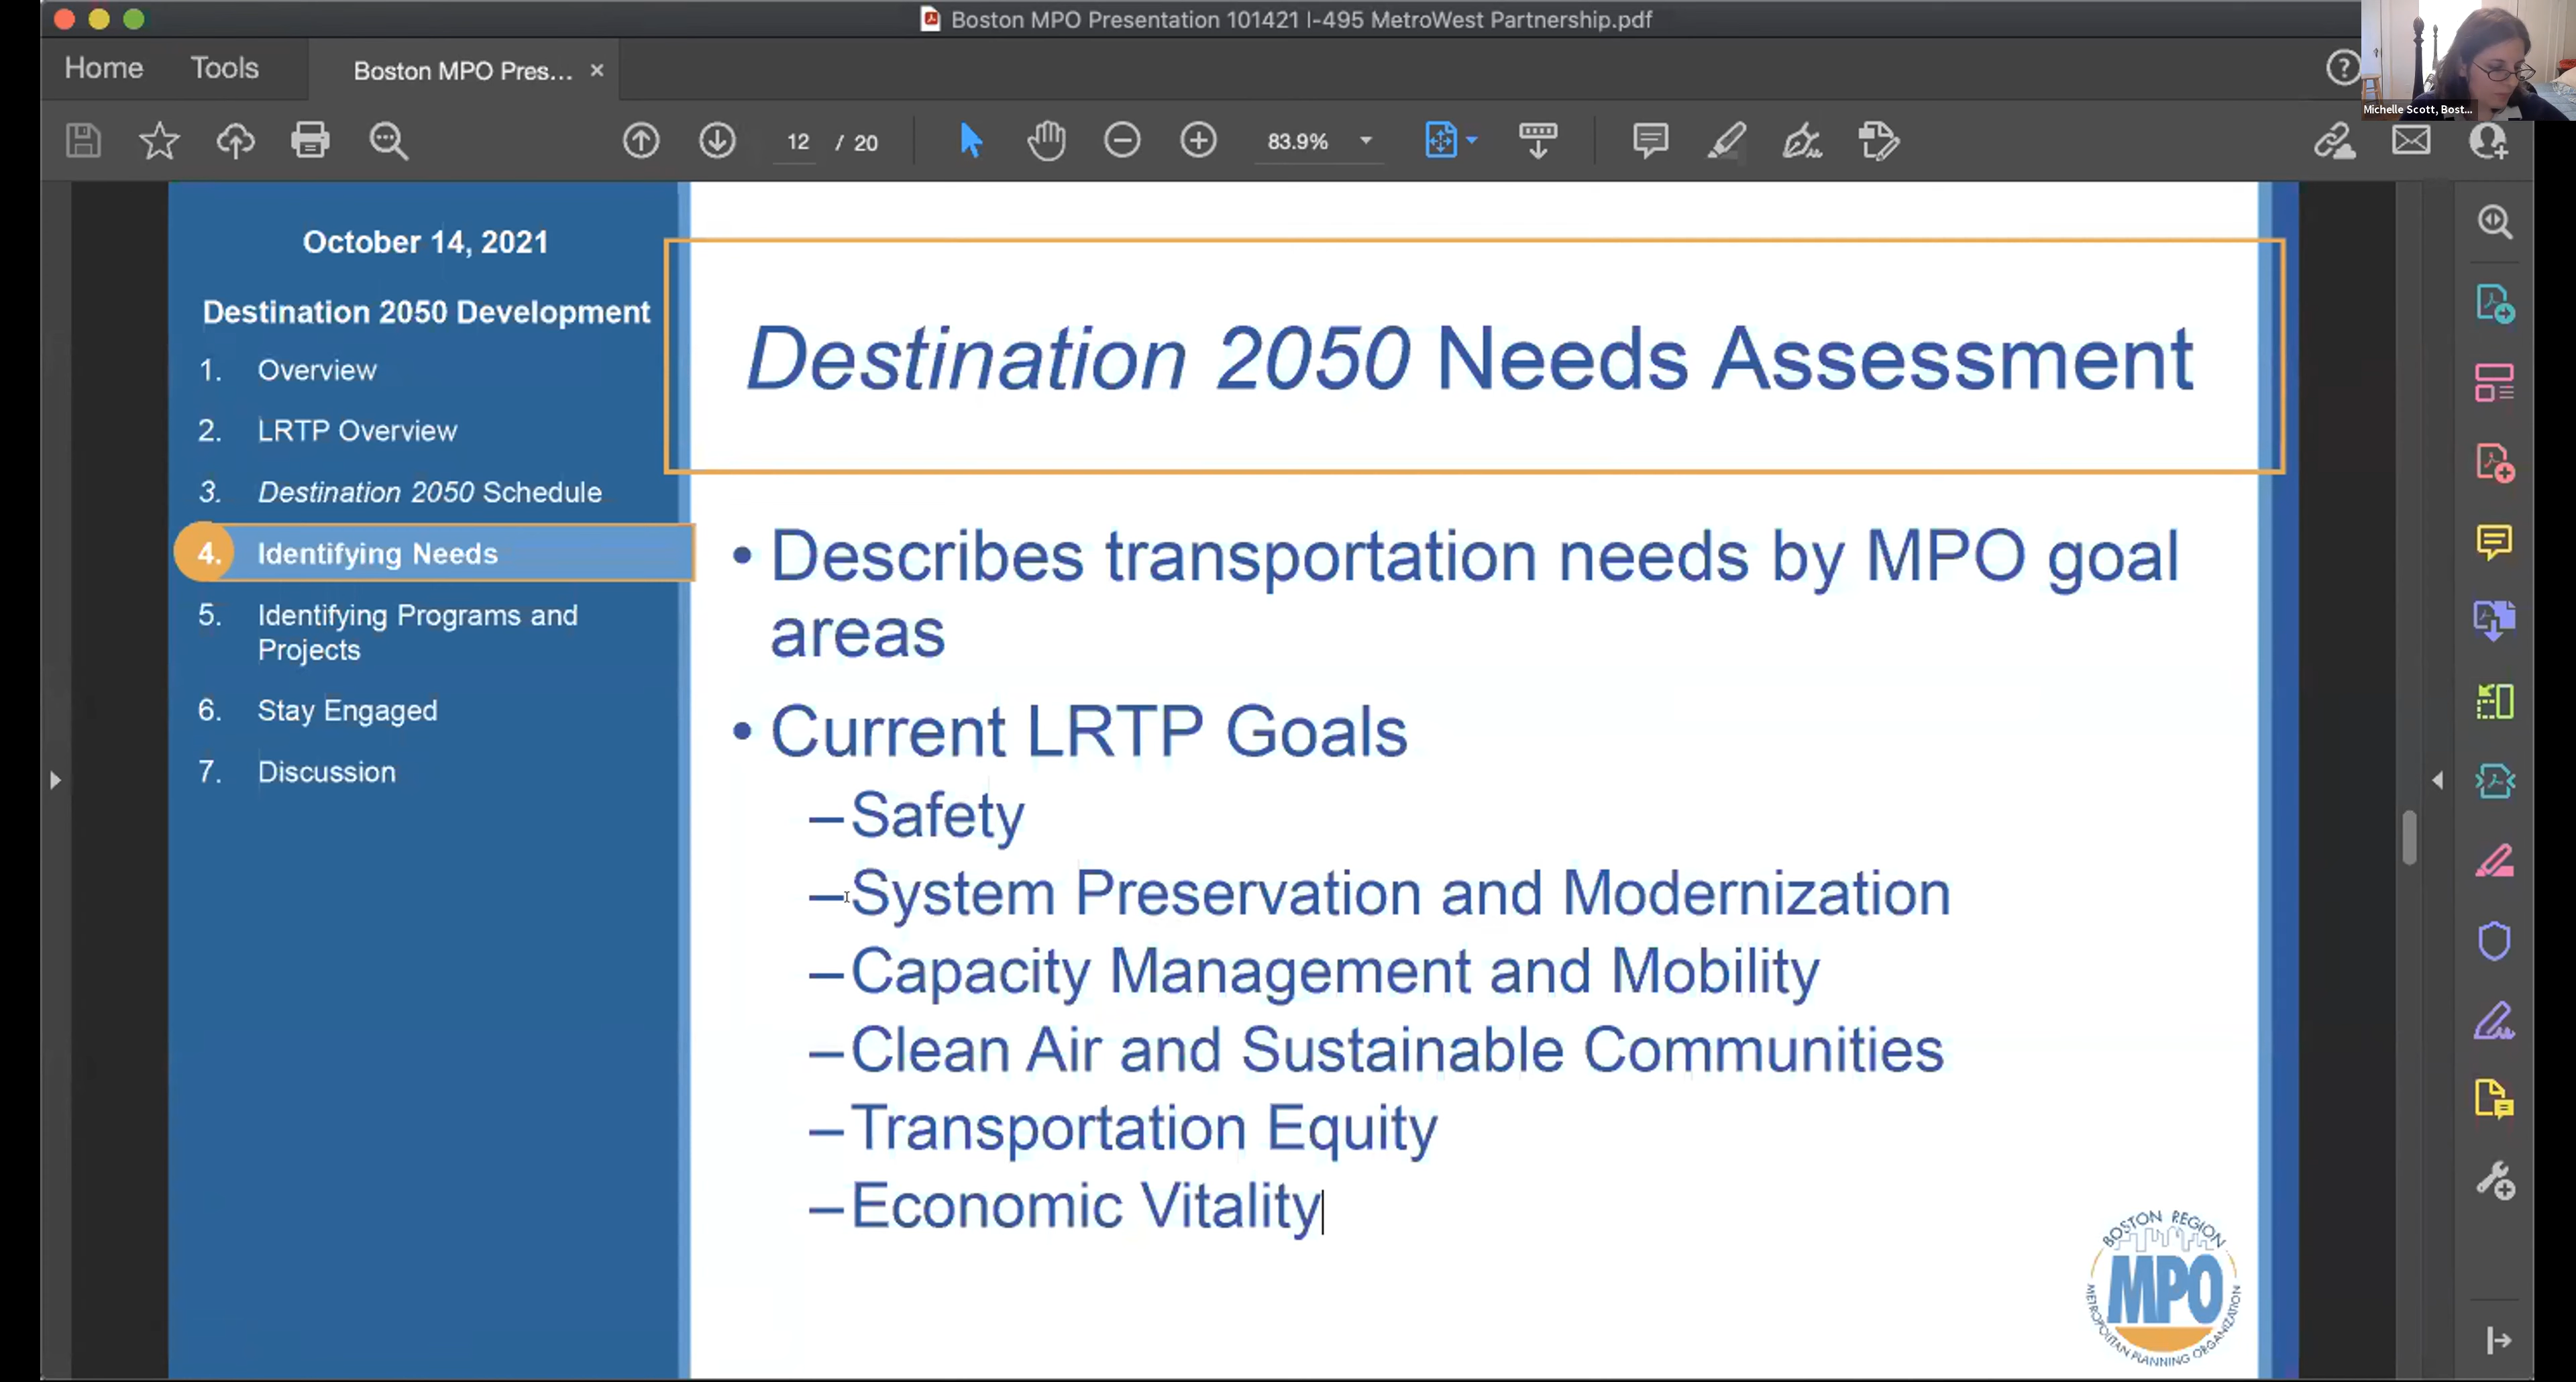 Boston MPO Presentation 101421 I-495 MetroWest Partnership.pdf
Home
Tools
Boston MPO Pres...
12 / 20
83.9%
Michelle Scott, Bost...
October 14, 2021
Destination 2050 Development
1. Overview
2. LRTP Overview
3. Destination 2050 Schedule
4. Identifying Needs
5. Identifying Programs and
Projects
6. Stay Engaged
7. Discussion
Destination 2050 Needs Assessment
• Describes transportation needs by MPO goal
areas
• Current LRTP Goals
–Safety
–System Preservation and Modernization
–Capacity Management and Mobility
–Clean Air and Sustainable Communities
–Transportation Equity
–Economic Vitality
BOSTON REGION
MPO
METROPOLITAN PLANNING ORGANIZATION